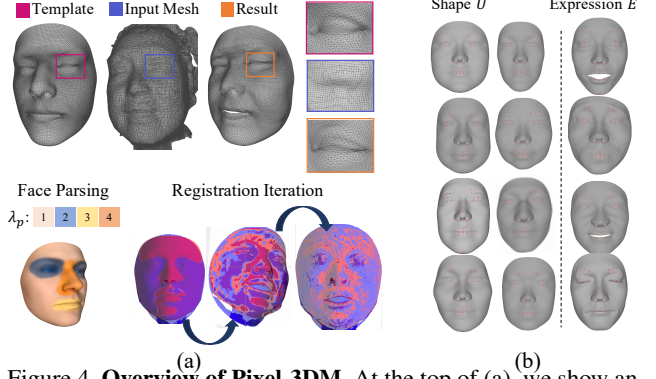 Template Input Mesh Result
Shape U Expression E
Face Parsing
λp: 1 2 3 4
Registration Iteration
(a)
(b)
Figure 4. Overview of Pixel-3DM. At the top of (a), we show an